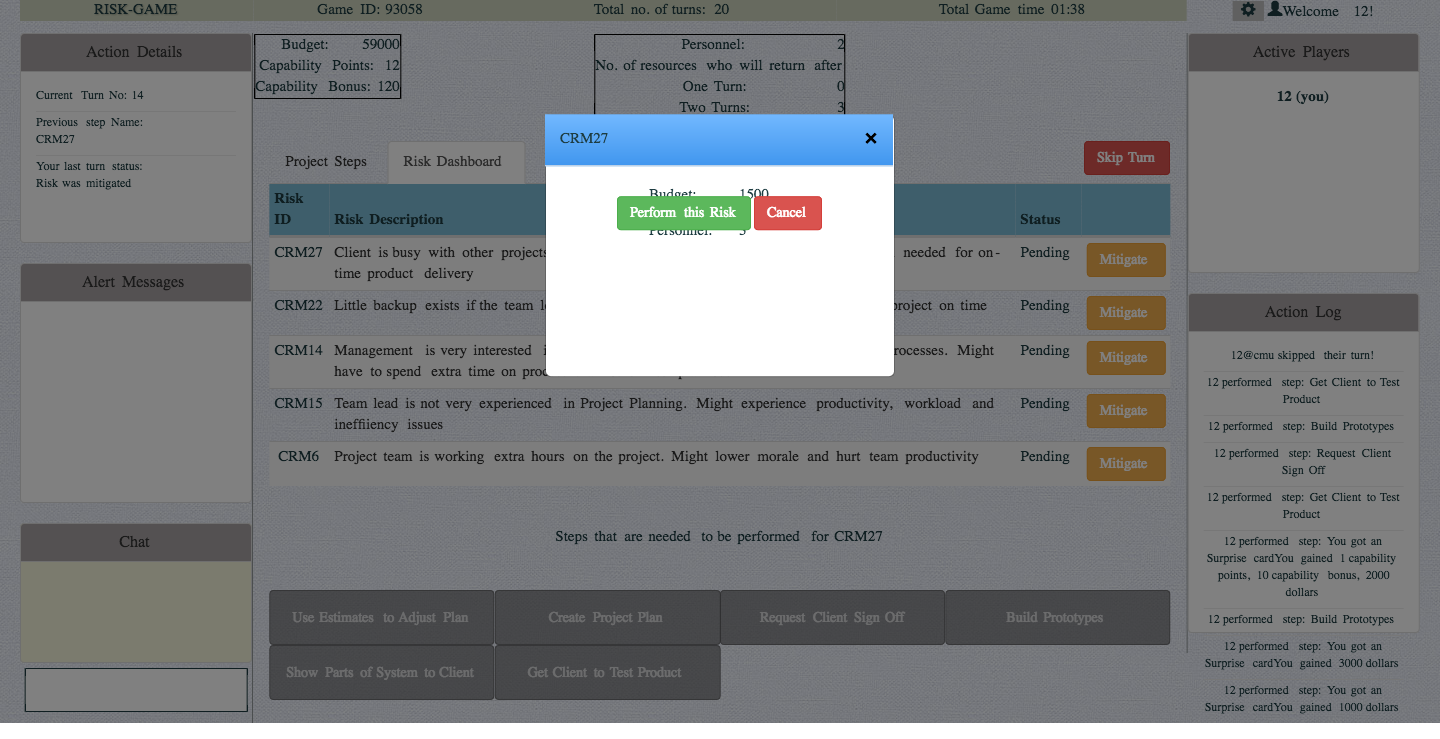 RISK-GAME Game ID: 93058 Total no. of turns: 20 Total Game time 01:38 Welcome 12!
Action Details
Current Turn No: 14
Previous step Name:
CRM27
Your last turn status:
Risk was mitigated
Alert Messages
Chat
Budget: 59000
Capability Points: 12
Capability Bonus: 120
Personnel: 2
No. of resources who will return after
One Turn: 0
Two Turns: 3
Project Steps Risk Dashboard Skip Turn
Risk ID Risk Description Status
CRM27 Client is busy with other projects needed for on-
time product delivery Pending Mitigate
CRM22 Little backup exists if the team project on time Pending Mitigate
CRM14 Management is very interested rocesses. Might
have to spend extra time on Pending Mitigate
CRM15 Team lead is not very experienced in Project Planning. Might experience productivity, workload and
ineffiiency issues Pending Mitigate
CRM6 Project team is working extra hours on the project. Might lower morale and hurt team productivity Pending Mitigate
CRM27 ×
Budget: 1500
Perform this Risk Cancel
Personnel: 3
Steps that are needed to be performed for CRM27
Use Estimates to Adjust Plan Create Project Plan Request Client Sign Off Build Prototypes
Show Parts of System to Client Get Client to Test Product
Active Players
12 (you)
Action Log
12@cmu skipped their turn!
12 performed step: Get Client to Test
Product
12 performed step: Build Prototypes
12 performed step: Request Client
Sign Off
12 performed step: Get Client to Test
Product
12 performed step: You got an
Surprise cardYou gained 1 capability
points, 10 capability bonus, 2000
dollars
12 performed step: Build Prototypes
12 performed step: You got an
Surprise cardYou gained 3000 dollars
12 performed step: You got an
Surprise cardYou gained 1000 dollars